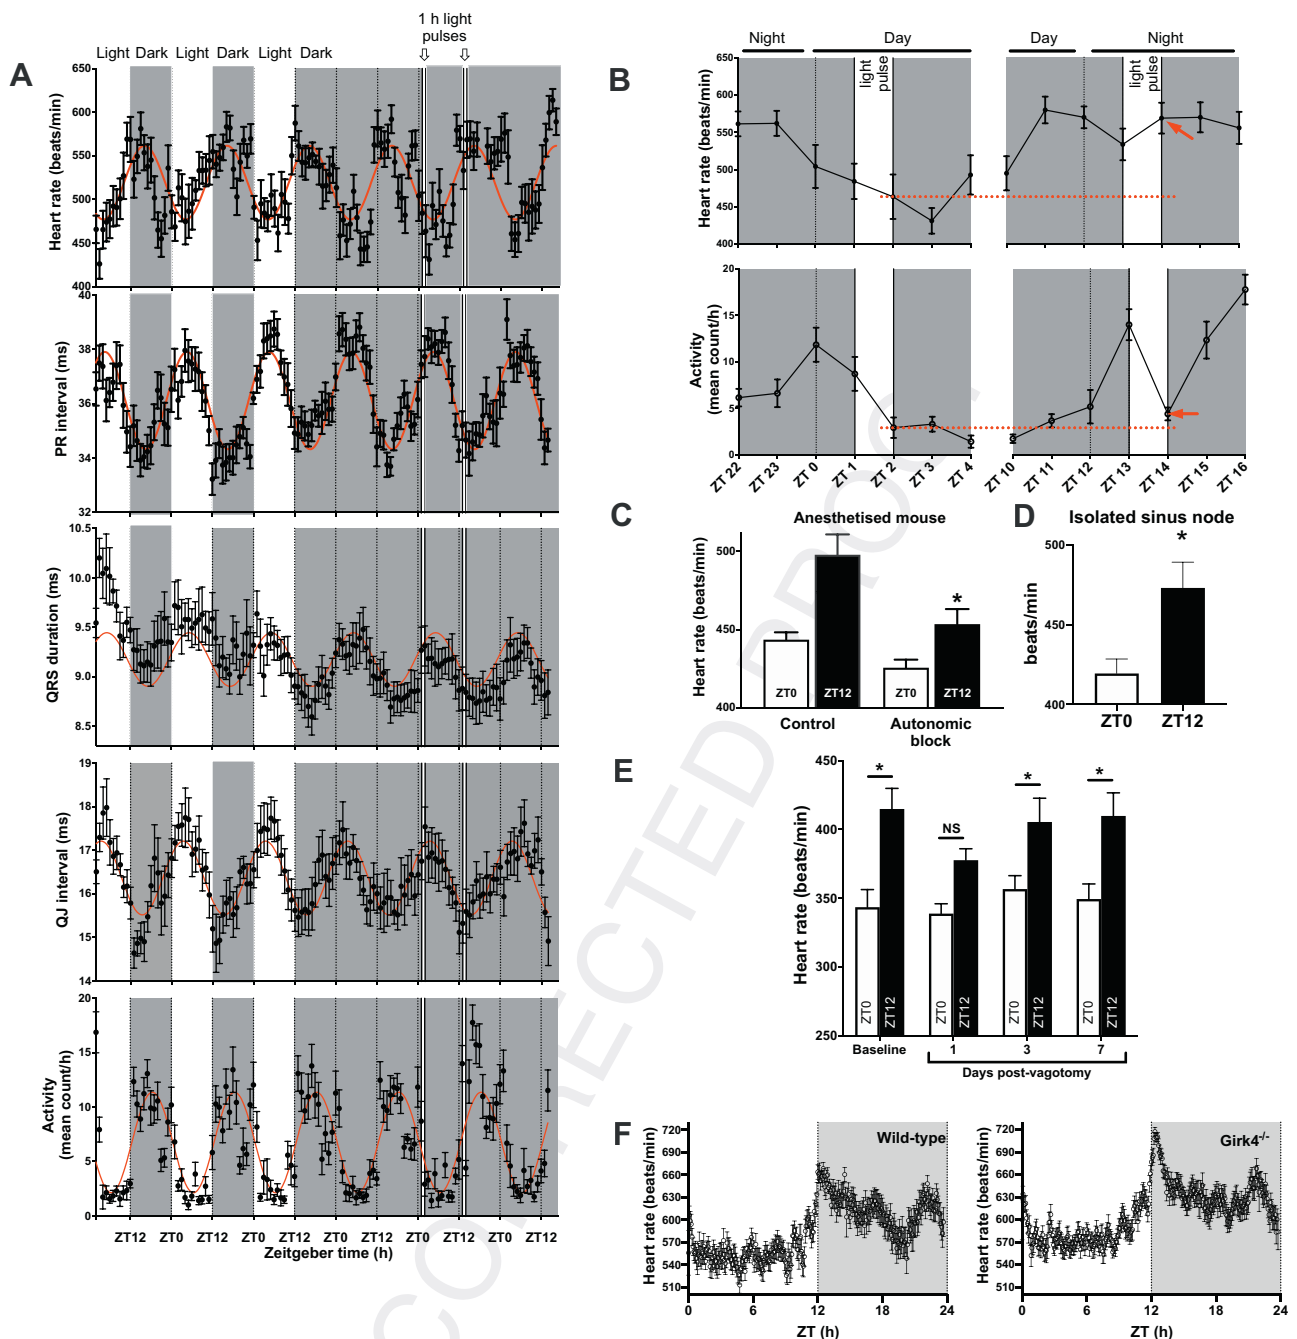 A
1 h light
pulses
Light Dark Light Dark Light Dark
650
600
550
500
450
400
Heart rate (beats/min)
40
38
36
34
32
PR interval (ms)
10.5
10.0
9.5
9.0
8.5
QRS duration (ms)
19
18
17
16
15
14
QJ interval (ms)
20
15
10
5
0
Activity
(mean count/h)
ZT12 ZT0 ZT12 ZT0 ZT12 ZT0 ZT12 ZT0 ZT12 ZT0 ZT12
Zeitgeber time (h)
B
Night Day Day Night
light
pulse
light
pulse
650
600
550
500
450
400
Heart rate (beats/min)
20
15
10
5
0
Activity
(mean count/h)
ZT 22 ZT 23 ZT 0 ZT 1 ZT 2 ZT 3 ZT 4 ZT 10 ZT 11 ZT 12 ZT 13 ZT 14 ZT 15 ZT 16
C
Anesthetised mouse
500
450
400
Heart rate (beats/min)
*
ZT0 ZT12 ZT0 ZT12
Control Autonomic
block
D
Isolated sinus node
*
500
400
beats/min
ZT0 ZT12
E
450
400
350
300
250
Heart rate (beats/min)
* NS * *
ZT0 ZT12 ZT0 ZT12 ZT0 ZT12 ZT0 ZT12
Baseline 1 3 7
Days post-vagotomy
F
Wild-type
720
690
660
630
600
570
540
510
Heart rate (beats/min)
0 6 12 18 24
ZT (h)
Girk4-/-
720
690
660
630
600
570
540
510
Heart rate (beats/min)
0 6 12 18 24
ZT (h)